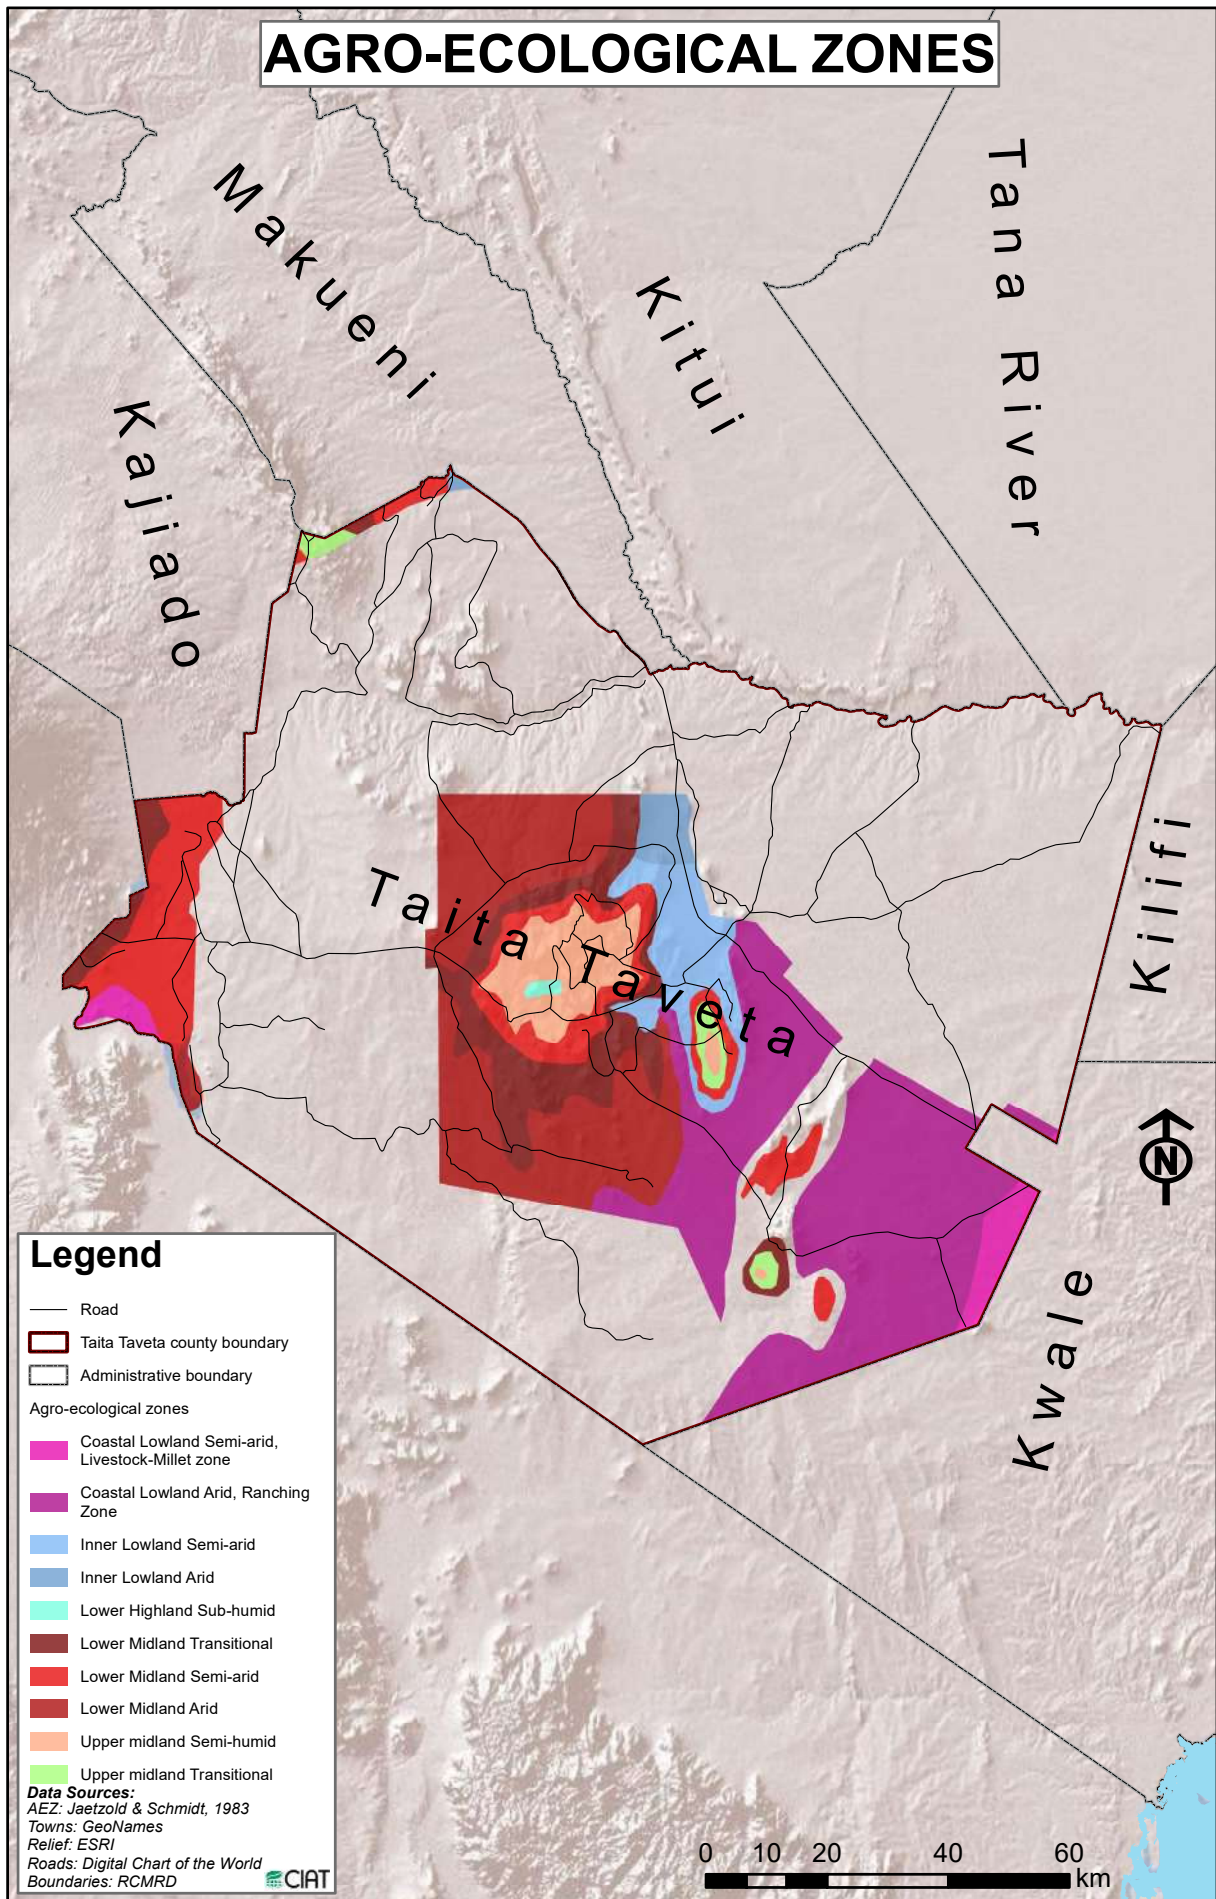 AGRO-ECOLOGICAL ZONES
Makueni
Kitui
Tana River
Kajiado
Taita Taveta
Kilifi
Kwale
N
Legend
Road
Taita Taveta county boundary
Administrative boundary
Agro-ecological zones
Coastal Lowland Semi-arid,
Livestock-Millet zone
Coastal Lowland Arid, Ranching
Zone
Inner Lowland Semi-arid
Inner Lowland Arid
Lower Highland Sub-humid
Lower Midland Transitional
Lower Midland Semi-arid
Lower Midland Arid
Upper midland Semi-humid
Upper midland Transitional
Data Sources:
AEZ: Jaetzold & Schmidt, 1983
Towns: GeoNames
Relief: ESRI
Roads: Digital Chart of the World
Boundaries: RCMRD
CIAT
0 10 20 40 60
km